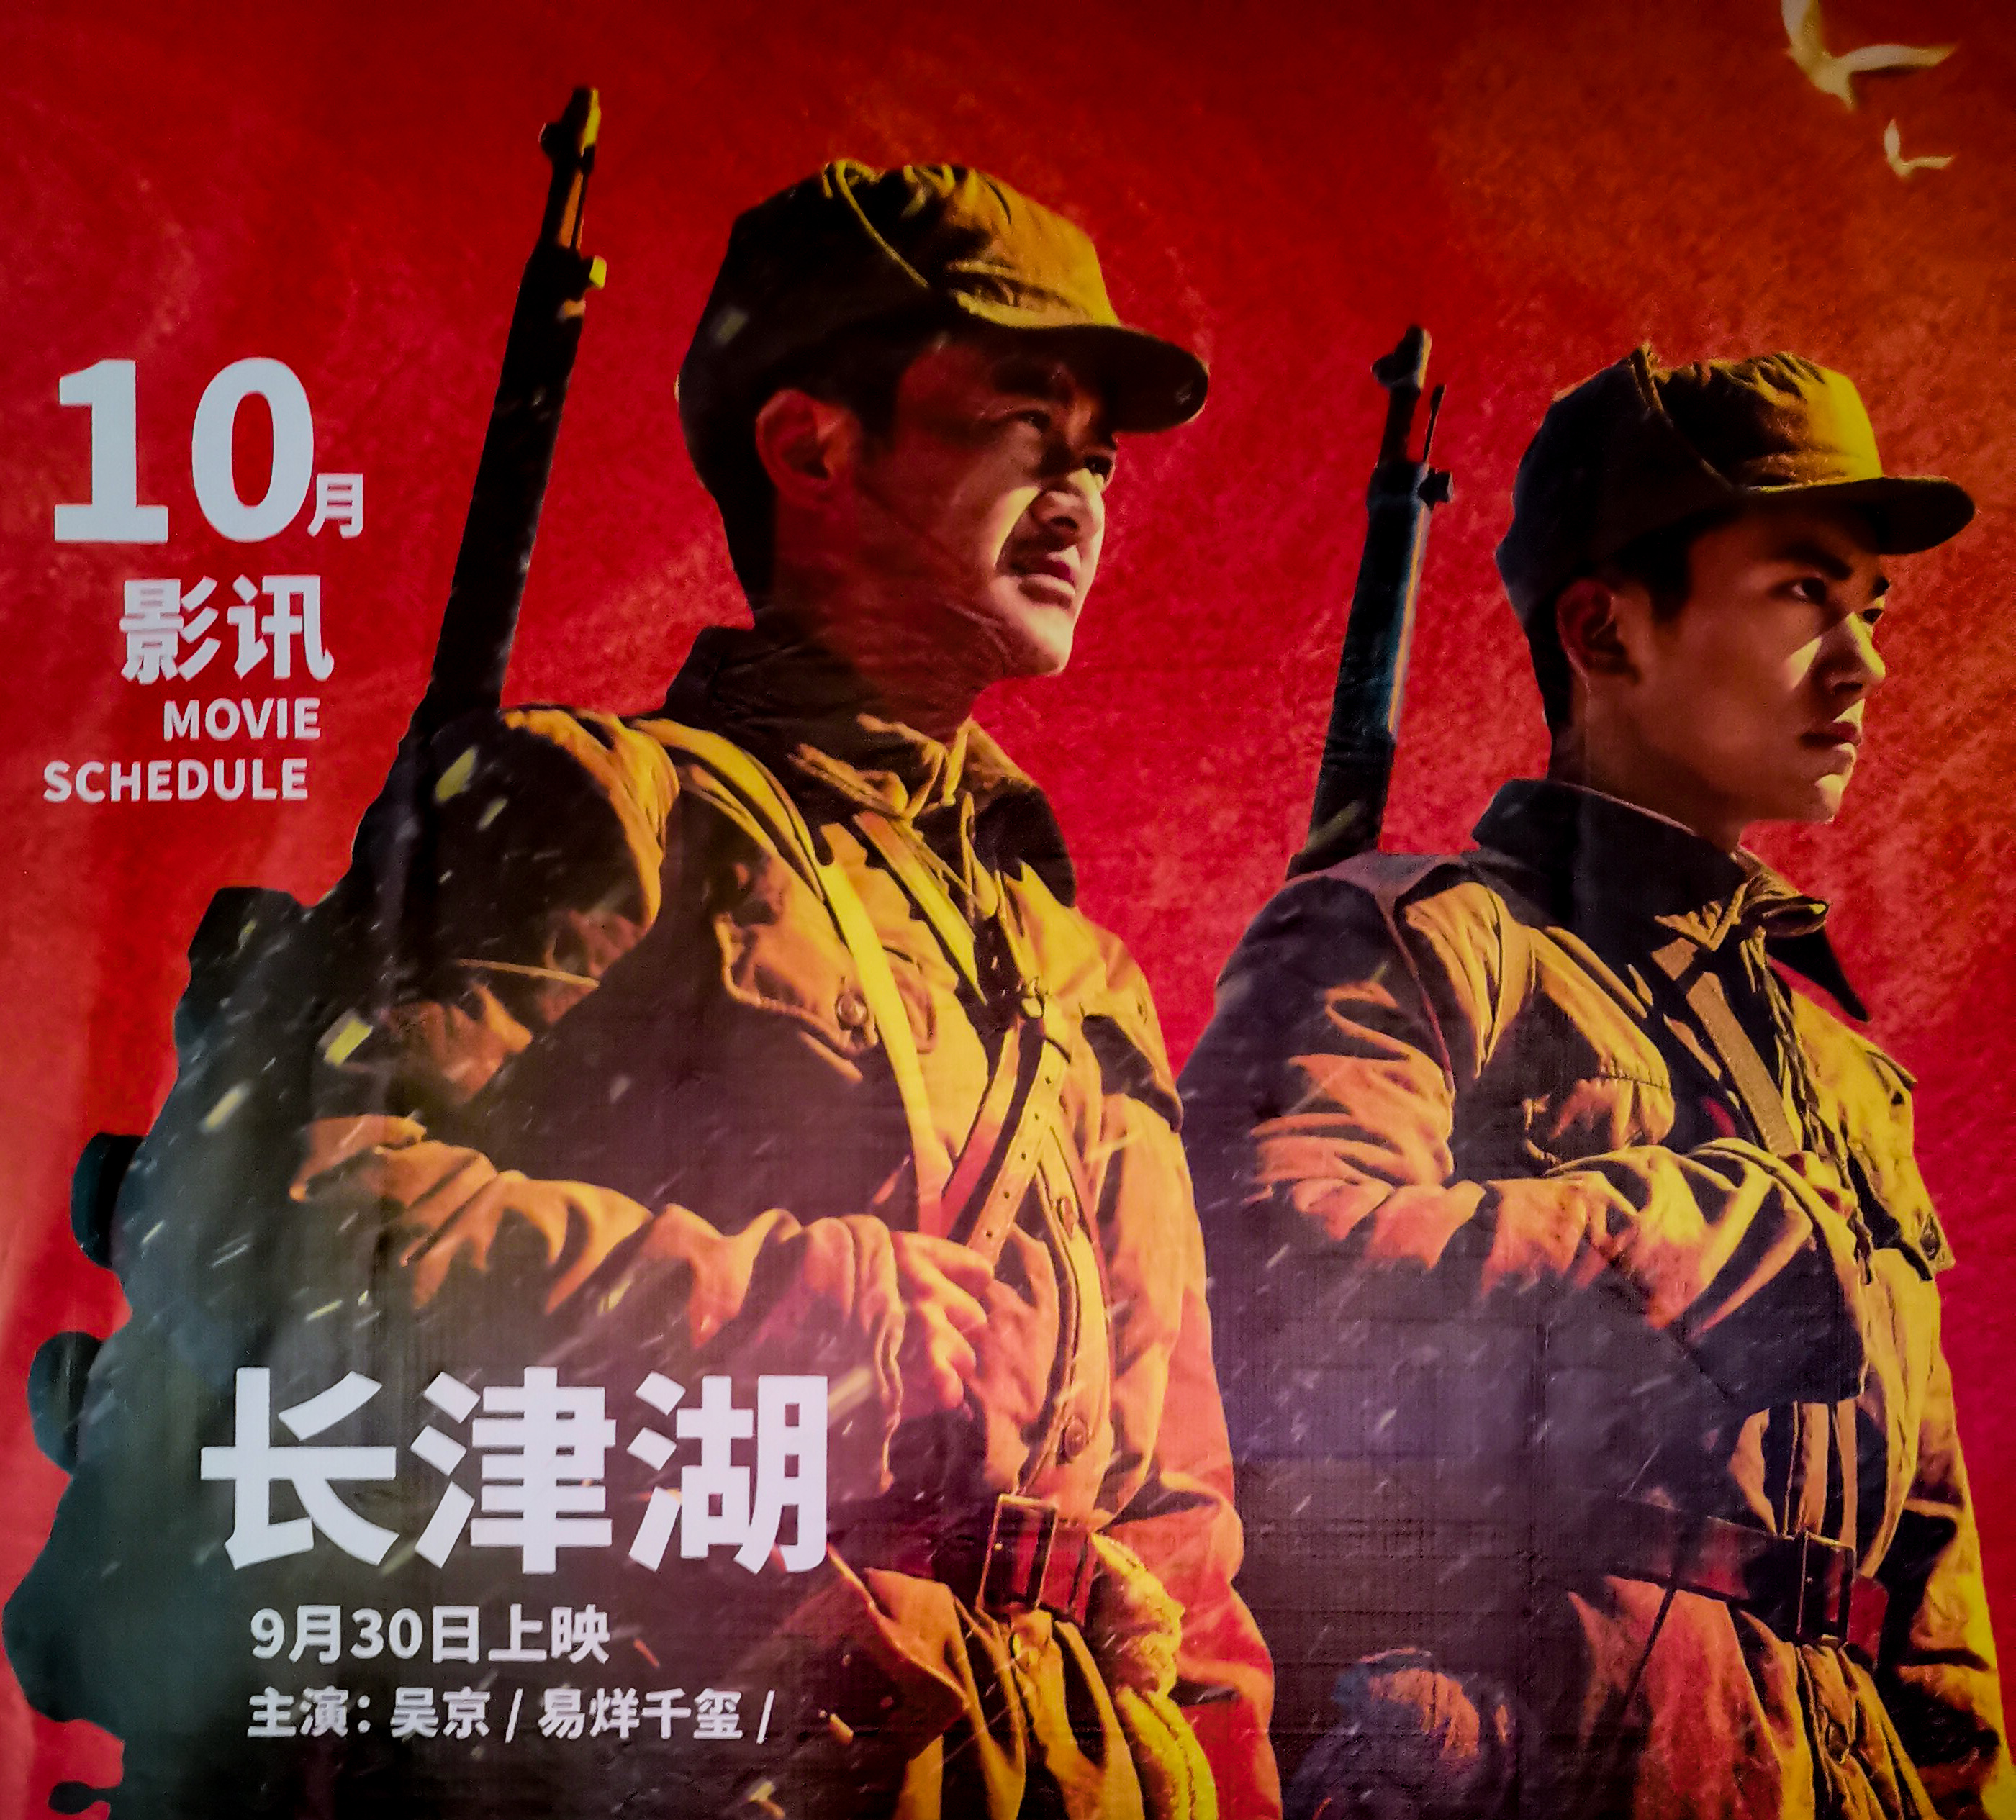 10月
影讯
MOVIE
SCHEDULE
长津湖
9月30日上映
主演：吴京 / 易烊千玺 /